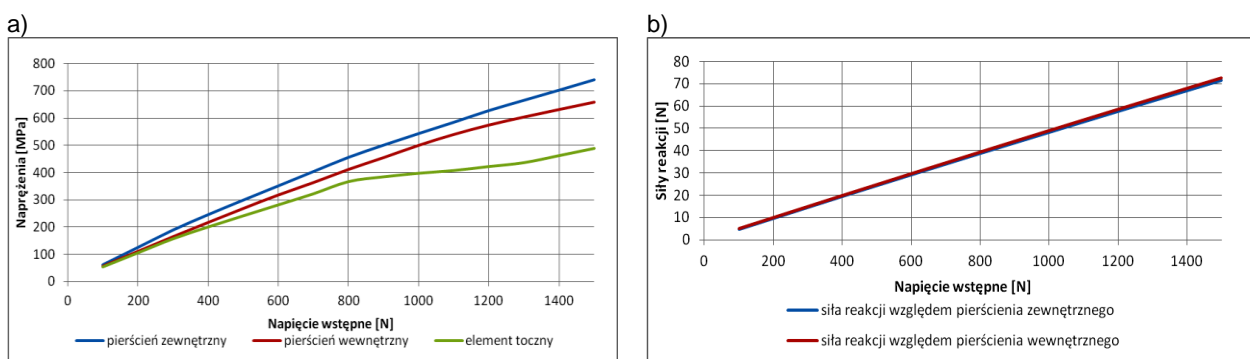 a)
800
700
600
500
400
300
200
100
0
Naprężenia [MPa]
0 200 400 600 800 1000 1200 1400
Napięcie wstępne [N]
pierścień zewnętrzny pierścień wewnętrzny element toczny
b)
80
70
60
50
40
30
20
10
0
Siły reakcji [N]
0 200 400 600 800 1000 1200 1400
Napięcie wstępne [N]
siła reakcji względem pierścienia zewnętrznego
siła reakcji względem pierścienia wewnętrznego